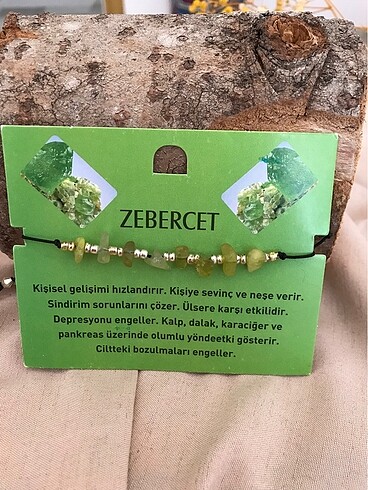 ZEBERCET
Kişisel gelişimi hızlandırır. Kişiye sevinç ve neşe verir.
Sindirim sorunlarını çözer. Ülsere karşı etkilidir.
Depresyonu engeller. Kalp, dalak, karaciğer ve
pankreas üzerinde olumlu yöndeetki gösterir.
Ciltteki bozulmaları engeller.